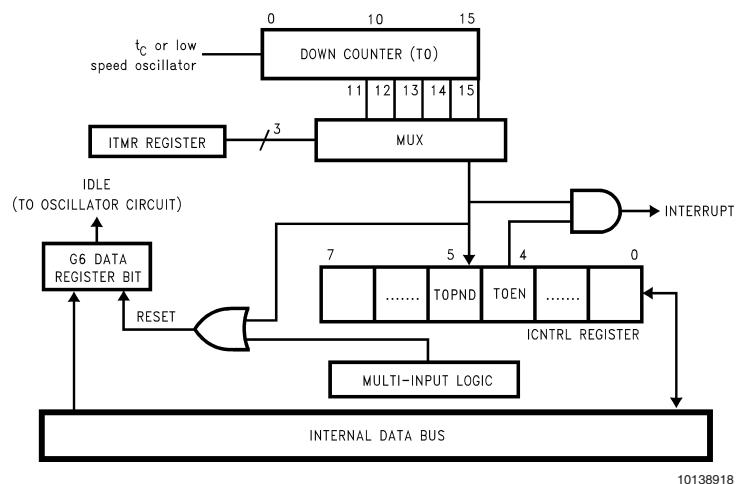 0 10 15
t_C or low
speed oscillator
DOWN COUNTER (T0)
11 12 13 14 15
ITMR REGISTER
3
MUX
IDLE
(TO OSCILLATOR CIRCUIT)
INTERRUPT
G6 DATA
REGISTER BIT
7 5 4 0
....... T0PND T0EN .......
RESET
ICNTRL REGISTER
MULTI-INPUT LOGIC
INTERNAL DATA BUS
10138918